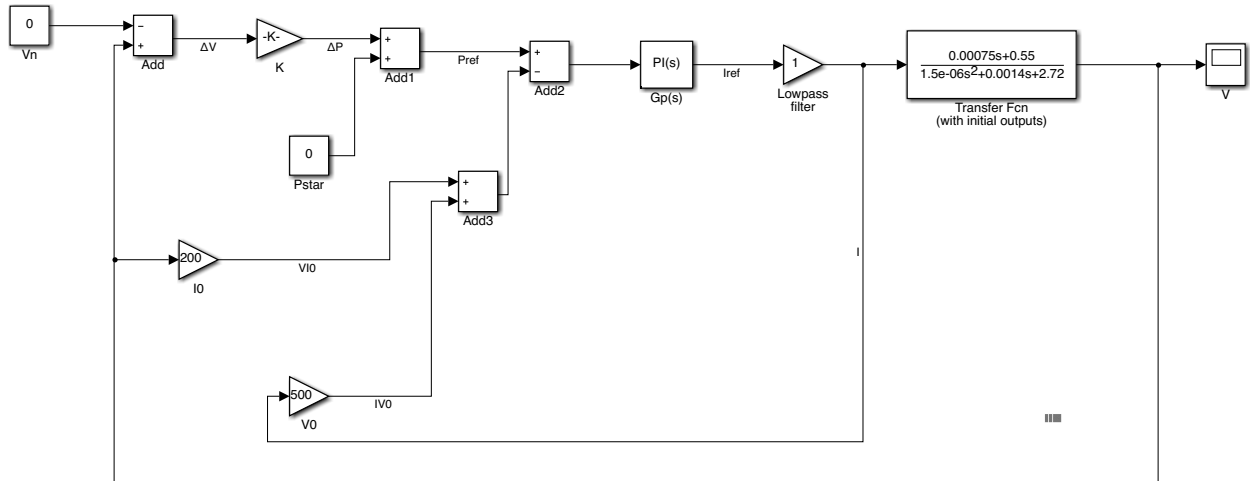 0
Vn
−
+
Add
ΔV
-K-
K
ΔP
+
+
Add1
Pref
+
−
Add2
PI(s)
Gp(s)
Iref
1
Lowpass
filter
0.00075s+0.55
1.5e-06s²+0.0014s+2.72
Transfer Fcn
(with initial outputs)
V
0
Pstar
+
+
Add3
200
I0
VI0
I
500
V0
IV0